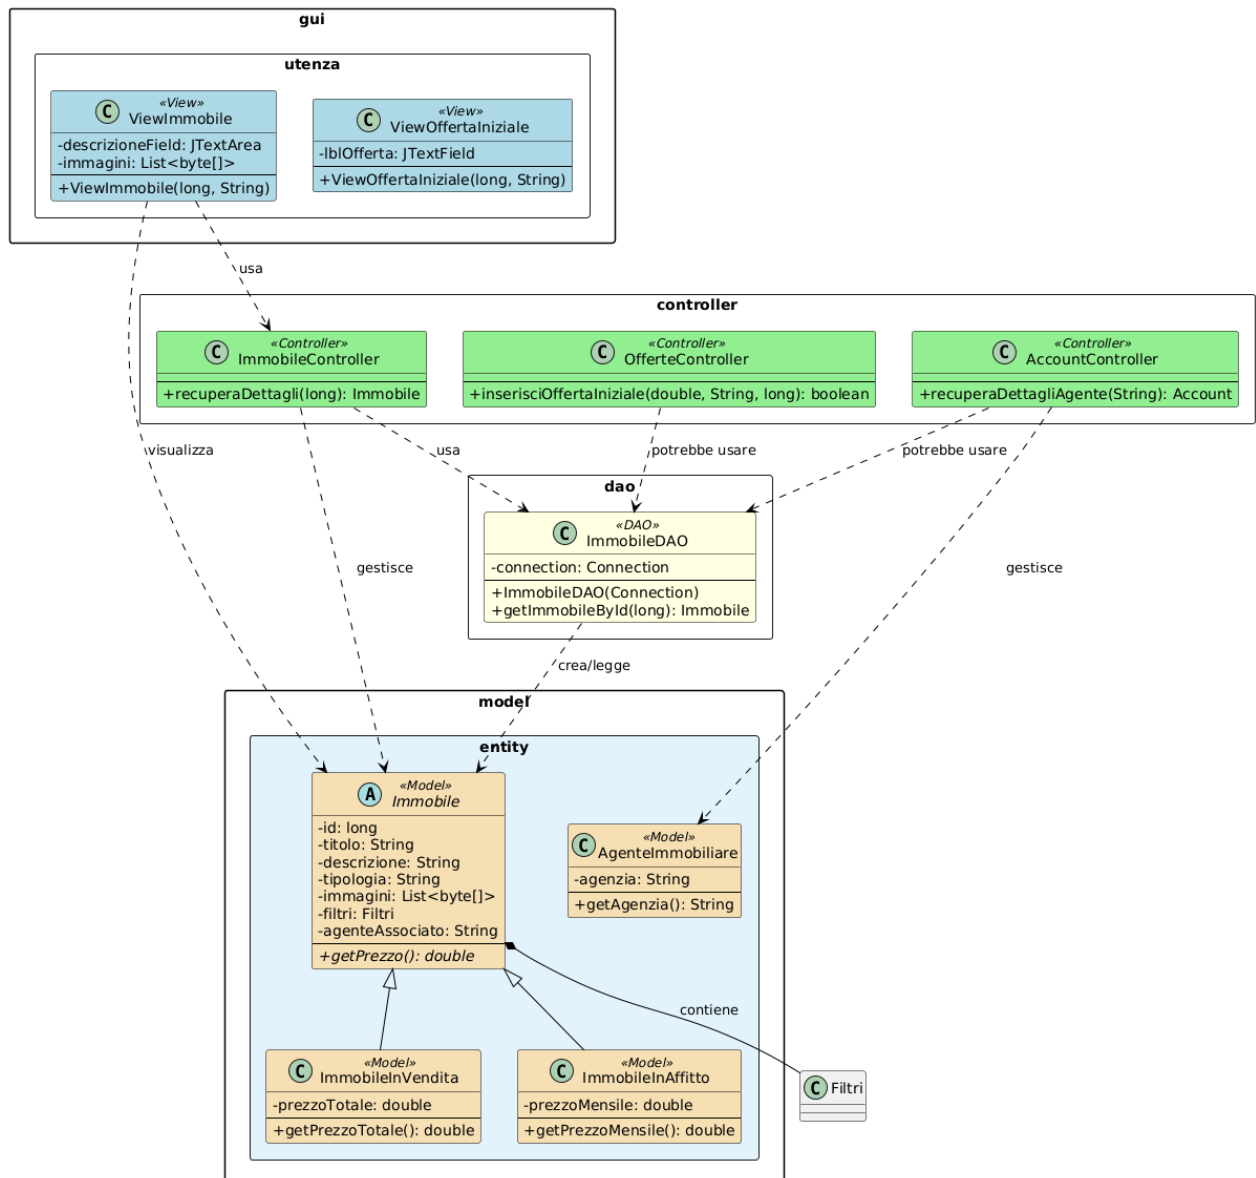 gui
utenza
C
«View»
ViewImmobile
-descrizioneField: JTextArea
-immagini: List<byte[]>
+ViewImmobile(long, String)
C
«View»
ViewOffertaIniziale
-lblOfferta: JTextField
+ViewOffertaIniziale(long, String)
usa
controller
C
«Controller»
ImmobileController
+recuperaDettagli(long): Immobile
C
«Controller»
OfferteController
+inserisciOffertaIniziale(double, String, long): boolean
C
«Controller»
AccountController
+recuperaDettagliAgente(String): Account
visualizza
usa
potrebbe usare
potrebbe usare
dao
C
«DAO»
ImmobileDAO
-connection: Connection
+ImmobileDAO(Connection)
+getImmobileById(long): Immobile
gestisce
gestisce
crea/legge
model
entity
A
«Model»
Immobile
-id: long
-titolo: String
-descrizione: String
-tipologia: String
-immagini: List<byte[]>
-filtri: Filtri
-agenteAssociato: String
+getPrezzo(): double
C
«Model»
AgenteImmobiliare
-agenzia: String
+getAgenzia(): String
contiene
C
«Model»
ImmobileInVendita
-prezzoTotale: double
+getPrezzoTotale(): double
C
«Model»
ImmobileInAffitto
-prezzoMensile: double
+getPrezzoMensile(): double
C
Filtri